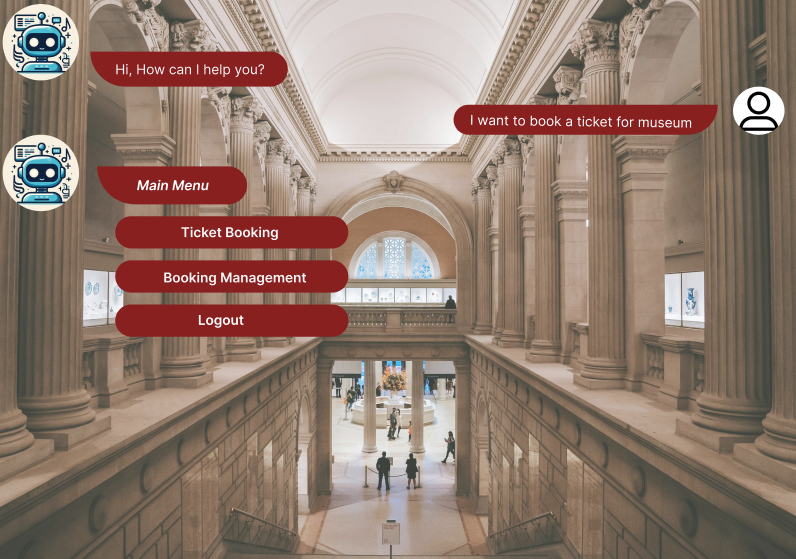 Hi, How can I help you?
I want to book a ticket for museum
Main Menu
Ticket Booking
Booking Management
Logout